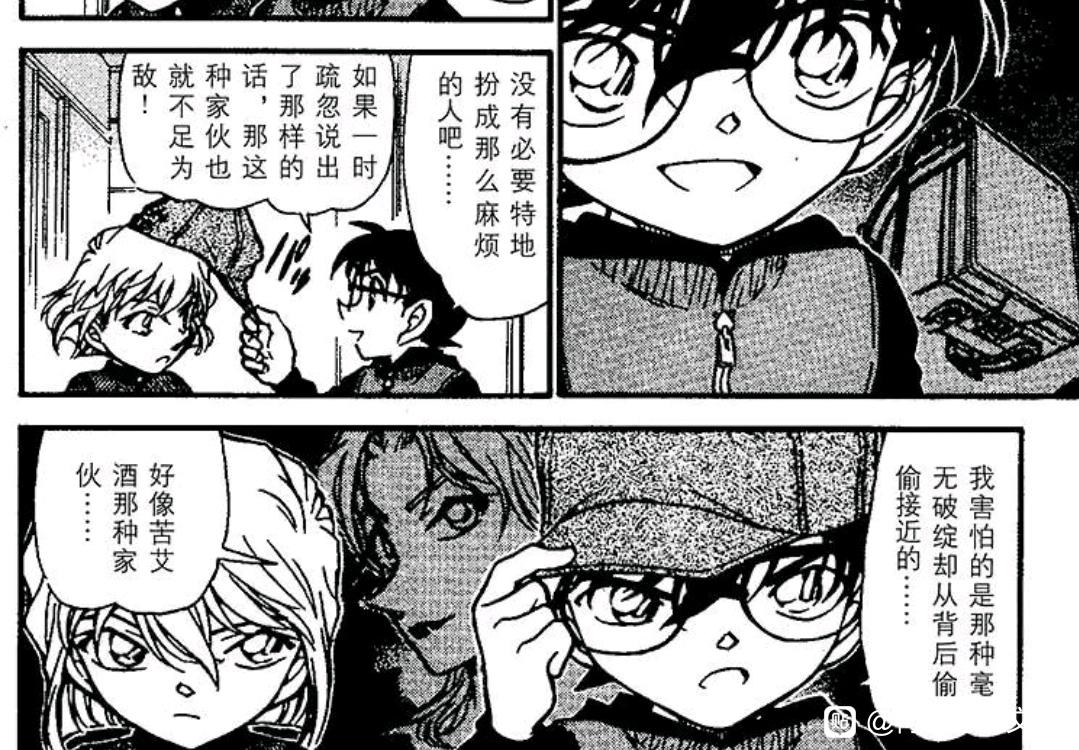 没有必要特地
扮成那么麻烦
的人吧……
如果一时
疏忽说出
了那样的
话，那这
种家伙也
就不足为
敌！
我害怕的是那种毫
无破绽却从背后偷
偷接近的……
好像苦艾
酒那种家
伙……
贴 @